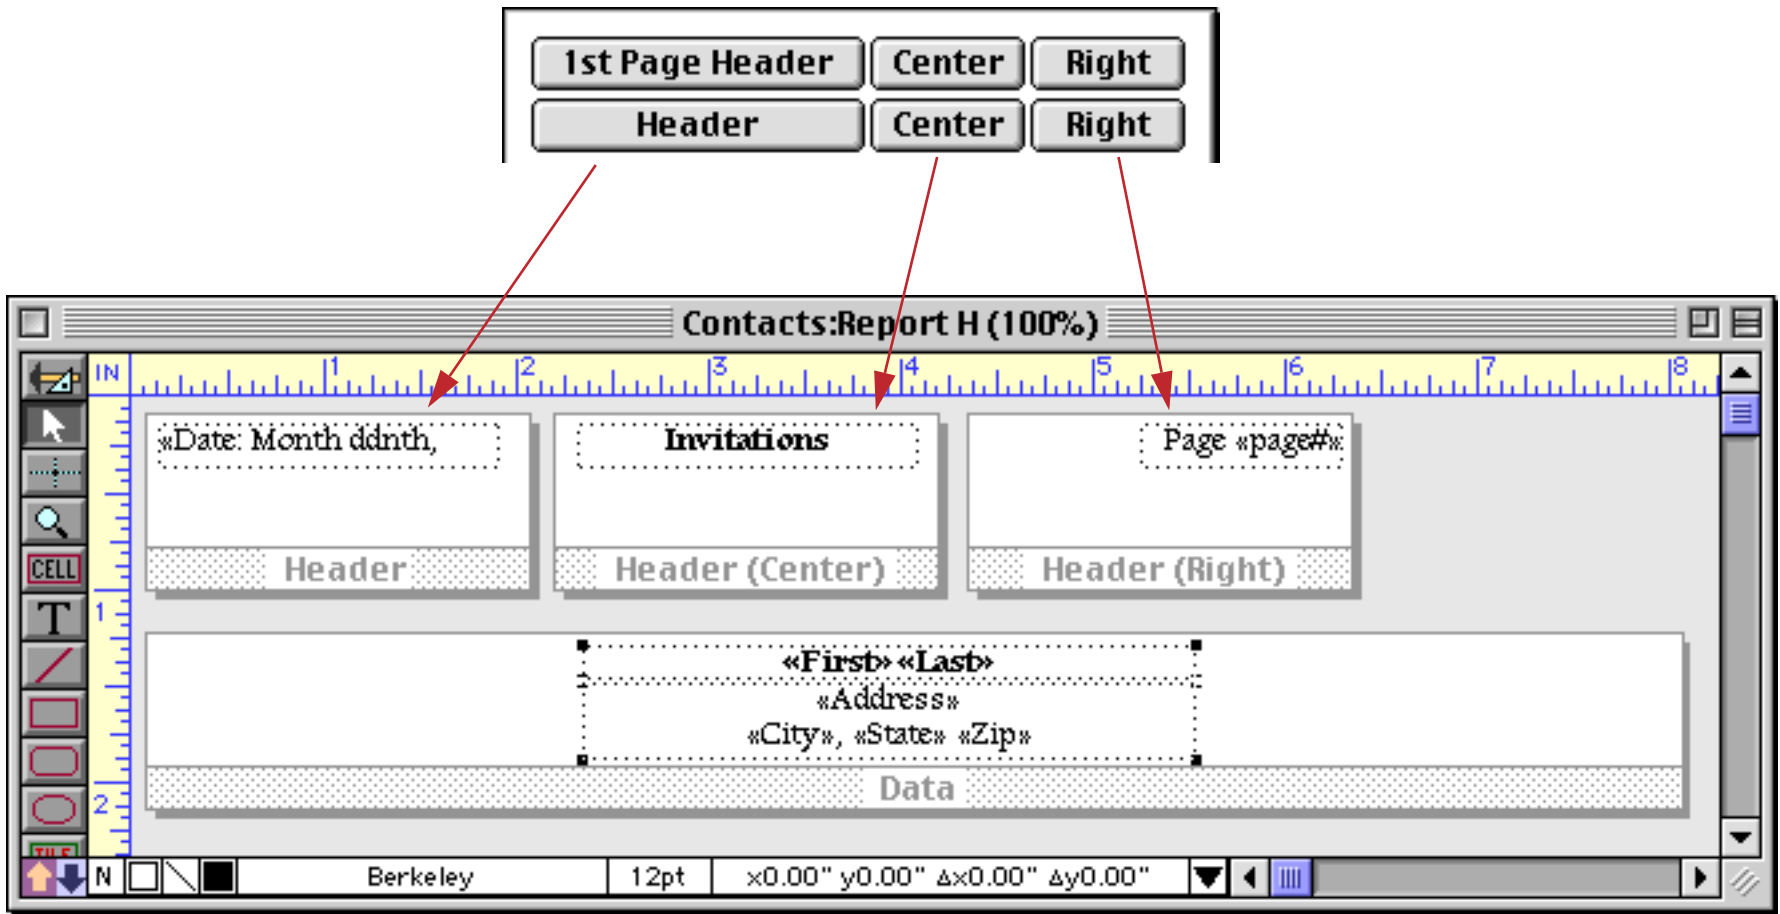 1st Page Header Center Right
Header Center Right
Contacts:Report H (100%)
IN 1 2 3 4 5 6 7 8
«Date: Month ddnth, Invitations Page «page#»
CELL
Header Header (Center) Header (Right)
T
1
«First» «Last»
«Address»
«City», «State» «Zip»
Data
2
N Berkeley 12pt x0.00" y0.00" Δx0.00" Δy0.00"